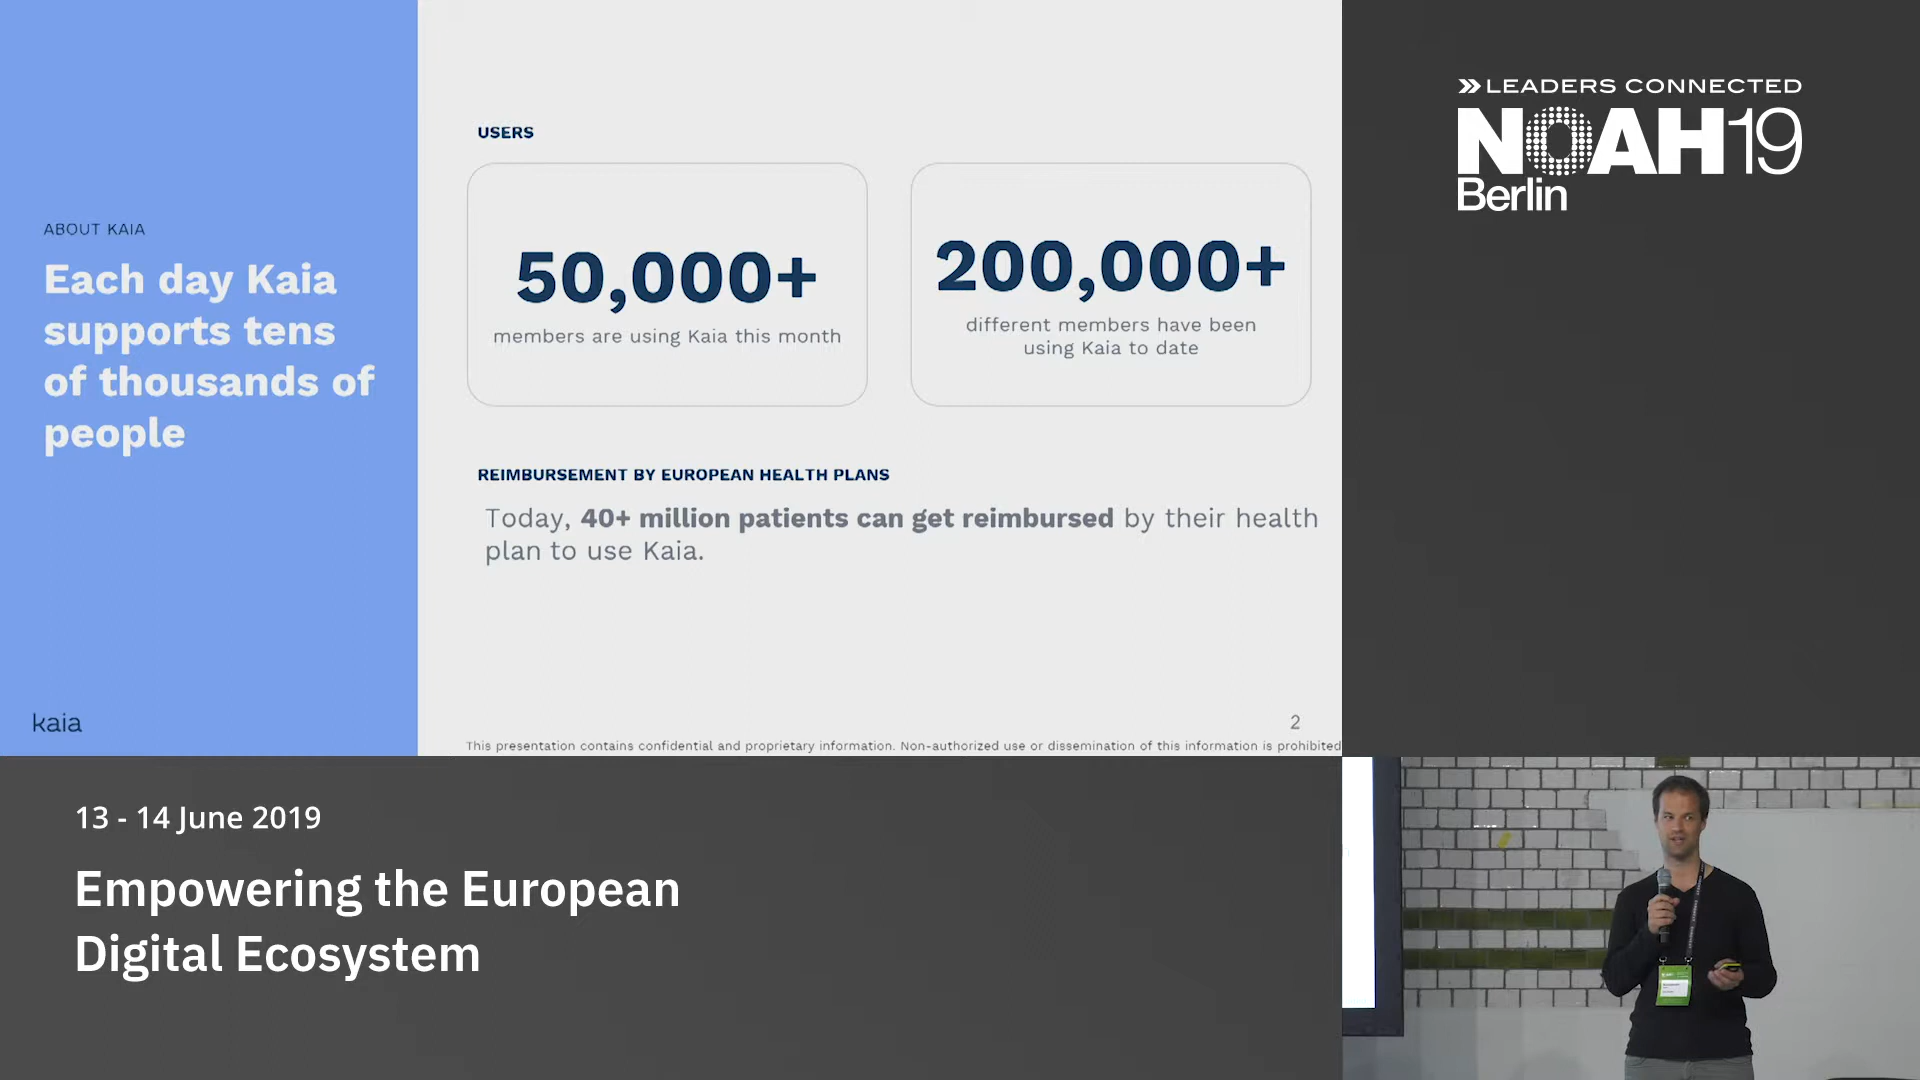 ABOUT KAIA
Each day Kaia
supports tens
of thousands of
people
kaia
USERS
50,000+
members are using Kaia this month
200,000+
different members have been
using Kaia to date
REIMBURSEMENT BY EUROPEAN HEALTH PLANS
Today, 40+ million patients can get reimbursed by their health
plan to use Kaia.
2
This presentation contains confidential and proprietary information. Non-authorized use or dissemination of this information is prohibited
LEADERS CONNECTED
NOAH19
Berlin
13 - 14 June 2019
Empowering the European
Digital Ecosystem